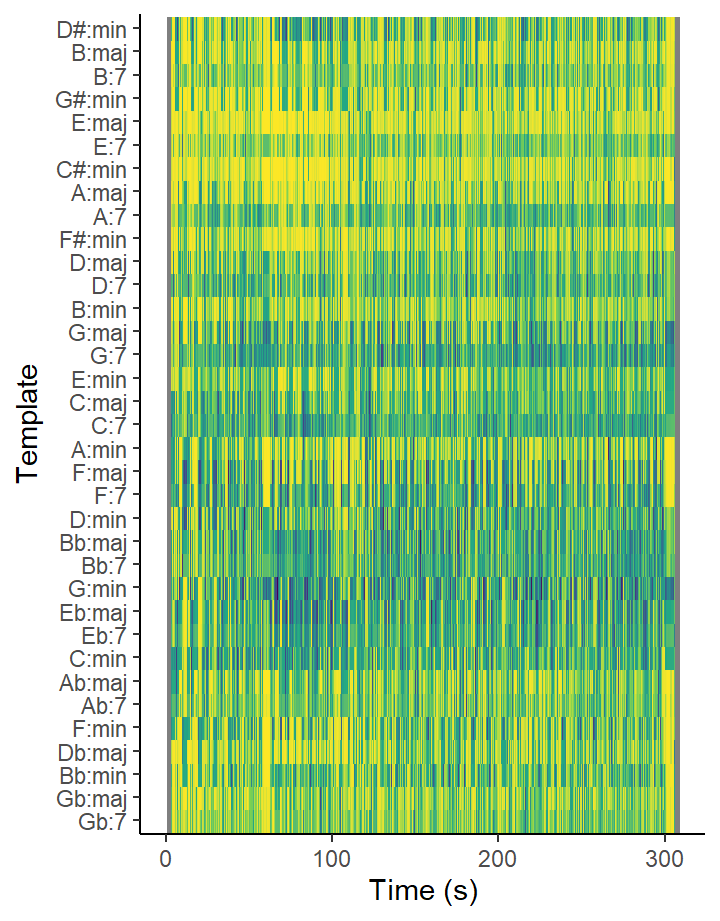 D#:min
B:maj
B:7
G#:min
E:maj
E:7
C#:min
A:maj
A:7
F#:min
D:maj
D:7
B:min
G:maj
G:7
E:min
C:maj
C:7
A:min
F:maj
F:7
D:min
Bb:maj
Bb:7
G:min
Eb:maj
Eb:7
C:min
Ab:maj
Ab:7
F:min
Db:maj
Bb:min
Gb:maj
Gb:7
Template
0 100 200 300
Time (s)